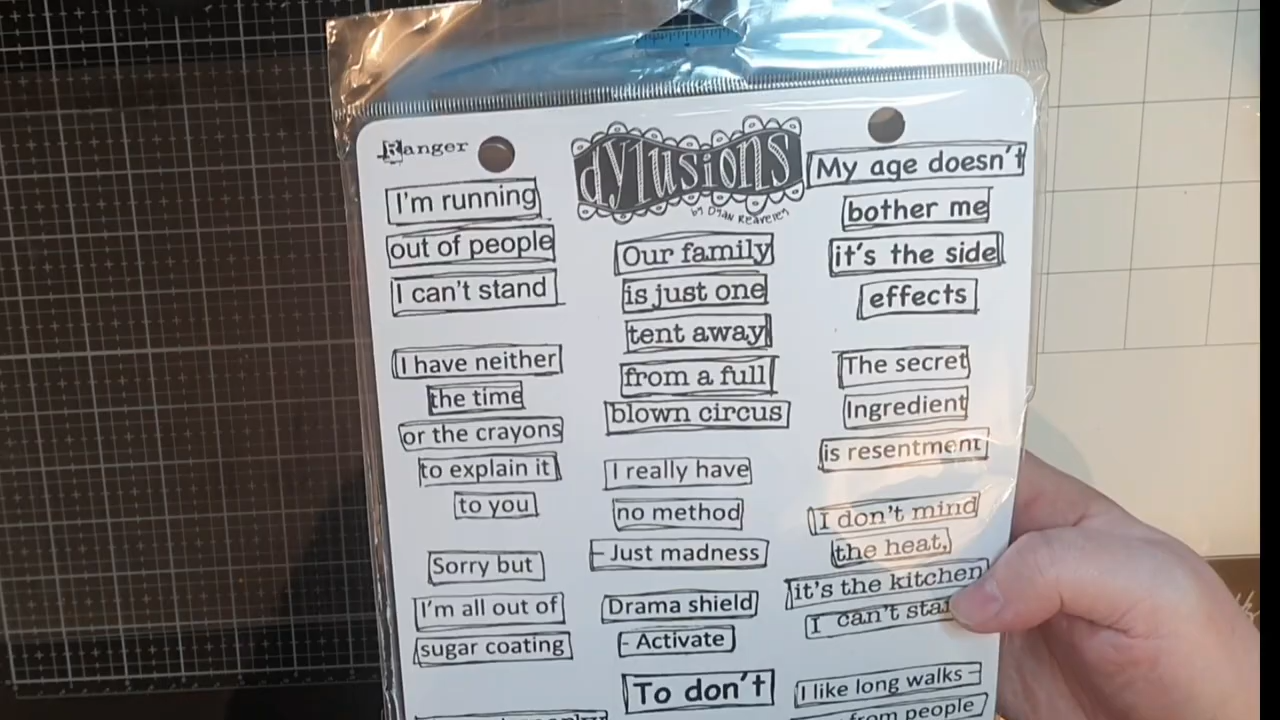 Ranger
I'm running
out of people
I can't stand
I have neither
the time
or the crayons
to explain it
to you
Sorry but
I'm all out of
sugar coating
dylusions
by Dyan Reaveley
Our family
is just one
tent away
from a full
blown circus
I really have
no method
- Just madness
Drama shield
- Activate
To don't
My age doesn't
bother me
it's the side
effects
The secret
Ingredient
is resentment
I don't mind
the heat,
it's the kitchen
I can't
I like long walks -
from people